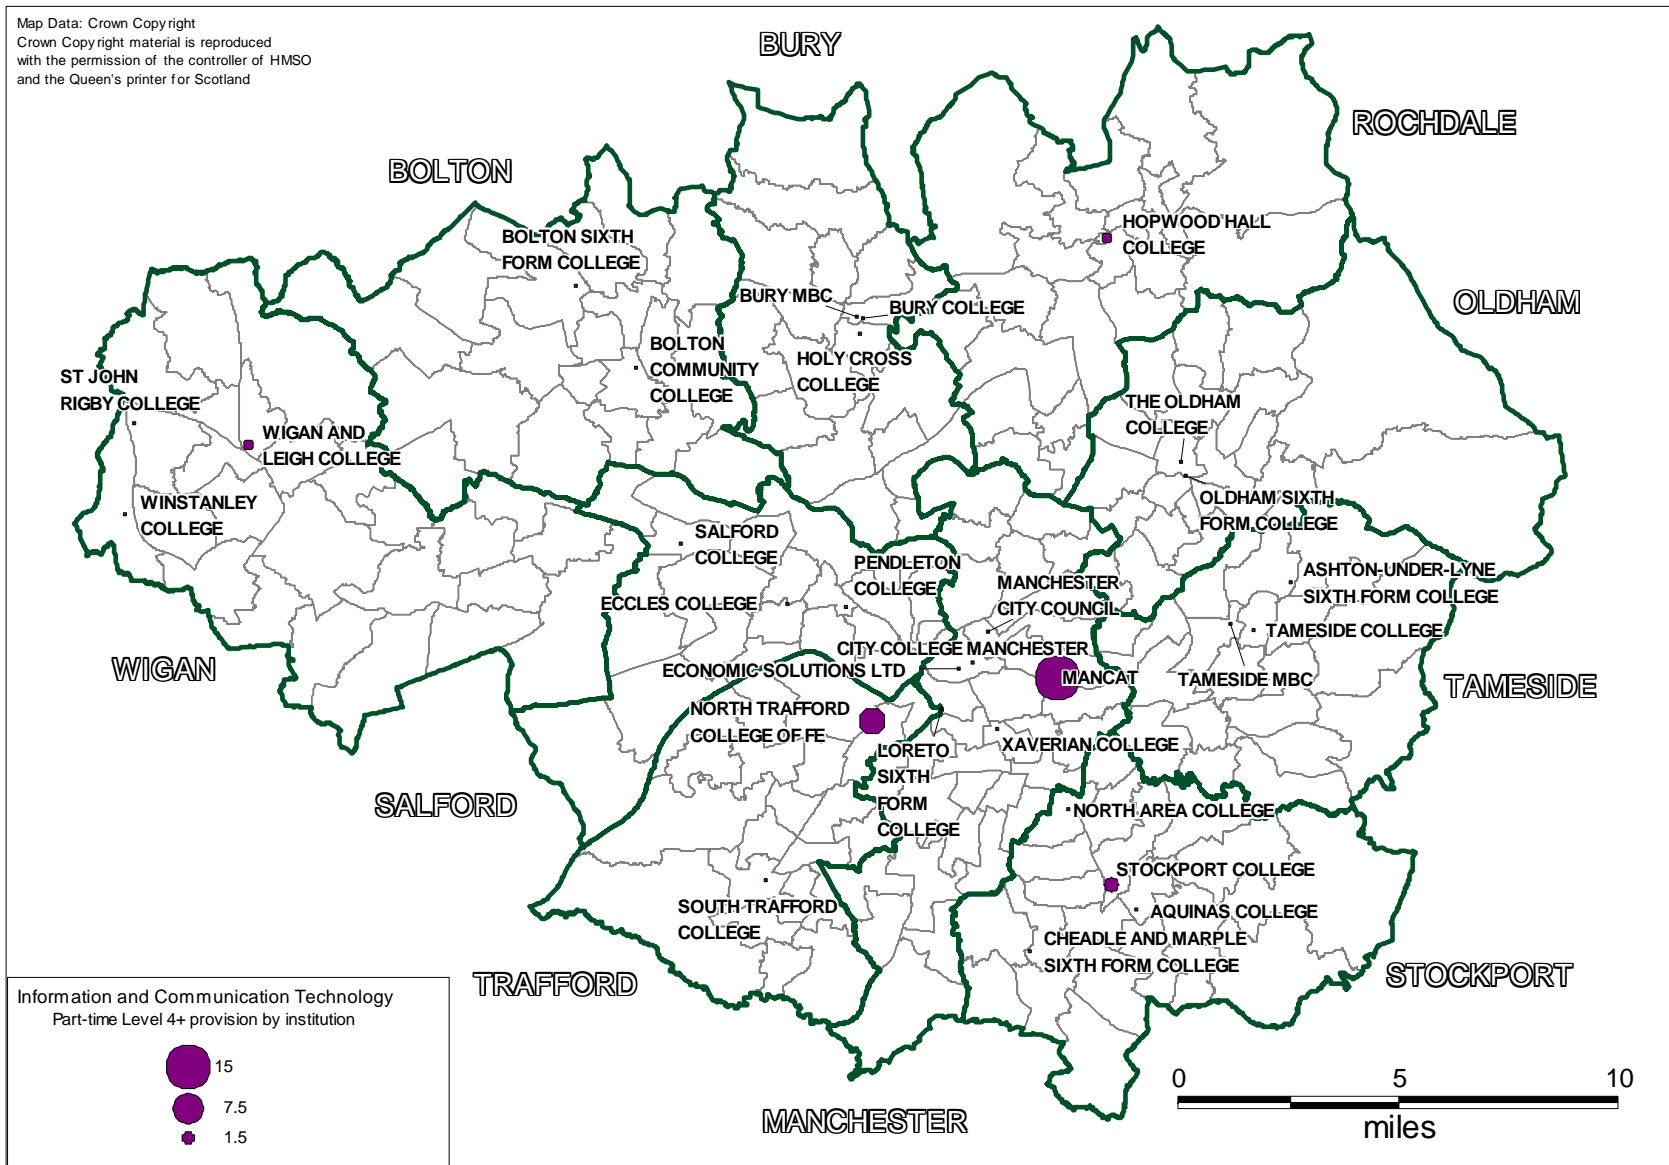 Map Data: Crown Copyright
Crown Copyright material is reproduced
with the permission of the controller of HMSO
and the Queen's printer for Scotland
BURY
ROCHDALE
BOLTON
HOPWOOD HALL
COLLEGE
BOLTON SIXTH
FORM COLLEGE
OLDHAM
BURY MBC
BURY COLLEGE
BOLTON
COMMUNITY
COLLEGE
HOLY CROSS
COLLEGE
ST JOHN
RIGBY COLLEGE
THE OLDHAM
COLLEGE
WIGAN AND
LEIGH COLLEGE
WINSTANLEY
COLLEGE
OLDHAM SIXTH
FORM COLLEGE
SALFORD
COLLEGE
PENDLETON
COLLEGE
MANCHESTER
CITY COUNCIL
ASHTON-UNDER-LYNE
SIXTH FORM COLLEGE
ECCLES COLLEGE
TAMESIDE COLLEGE
CITY COLLEGE MANCHESTER
ECONOMIC SOLUTIONS LTD
WIGAN
MANCAT
TAMESIDE MBC
TAMESIDE
NORTH TRAFFORD
COLLEGE OF FE
LORETO
SIXTH
FORM
COLLEGE
XAVERIAN COLLEGE
SALFORD
NORTH AREA COLLEGE
STOCKPORT COLLEGE
SOUTH TRAFFORD
COLLEGE
AQUINAS COLLEGE
CHEADLE AND MARPLE
SIXTH FORM COLLEGE
TRAFFORD
STOCKPORT
Information and Communication Technology
Part-time Level 4+ provision by institution
15
7.5
1.5
0 5 10
miles
MANCHESTER